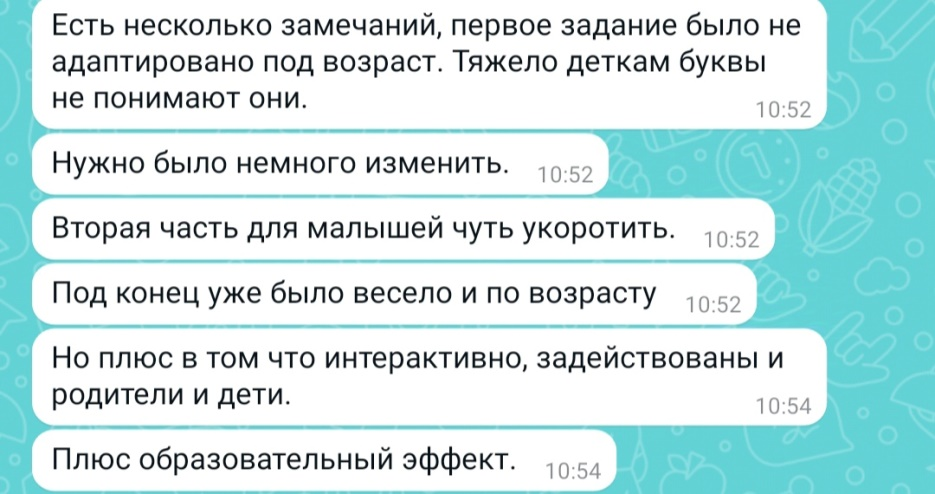 Есть несколько замечаний, первое задание было не
адаптировано под возраст. Тяжело деткам буквы
не понимают они.
10:52
Нужно было немного изменить.
10:52
Вторая часть для малышей чуть укоротить.
10:52
Под конец уже было весело и по возрасту
10:52
Но плюс в том что интерактивно, задействованы и
родители и дети.
10:54
Плюс образовательный эффект.
10:54